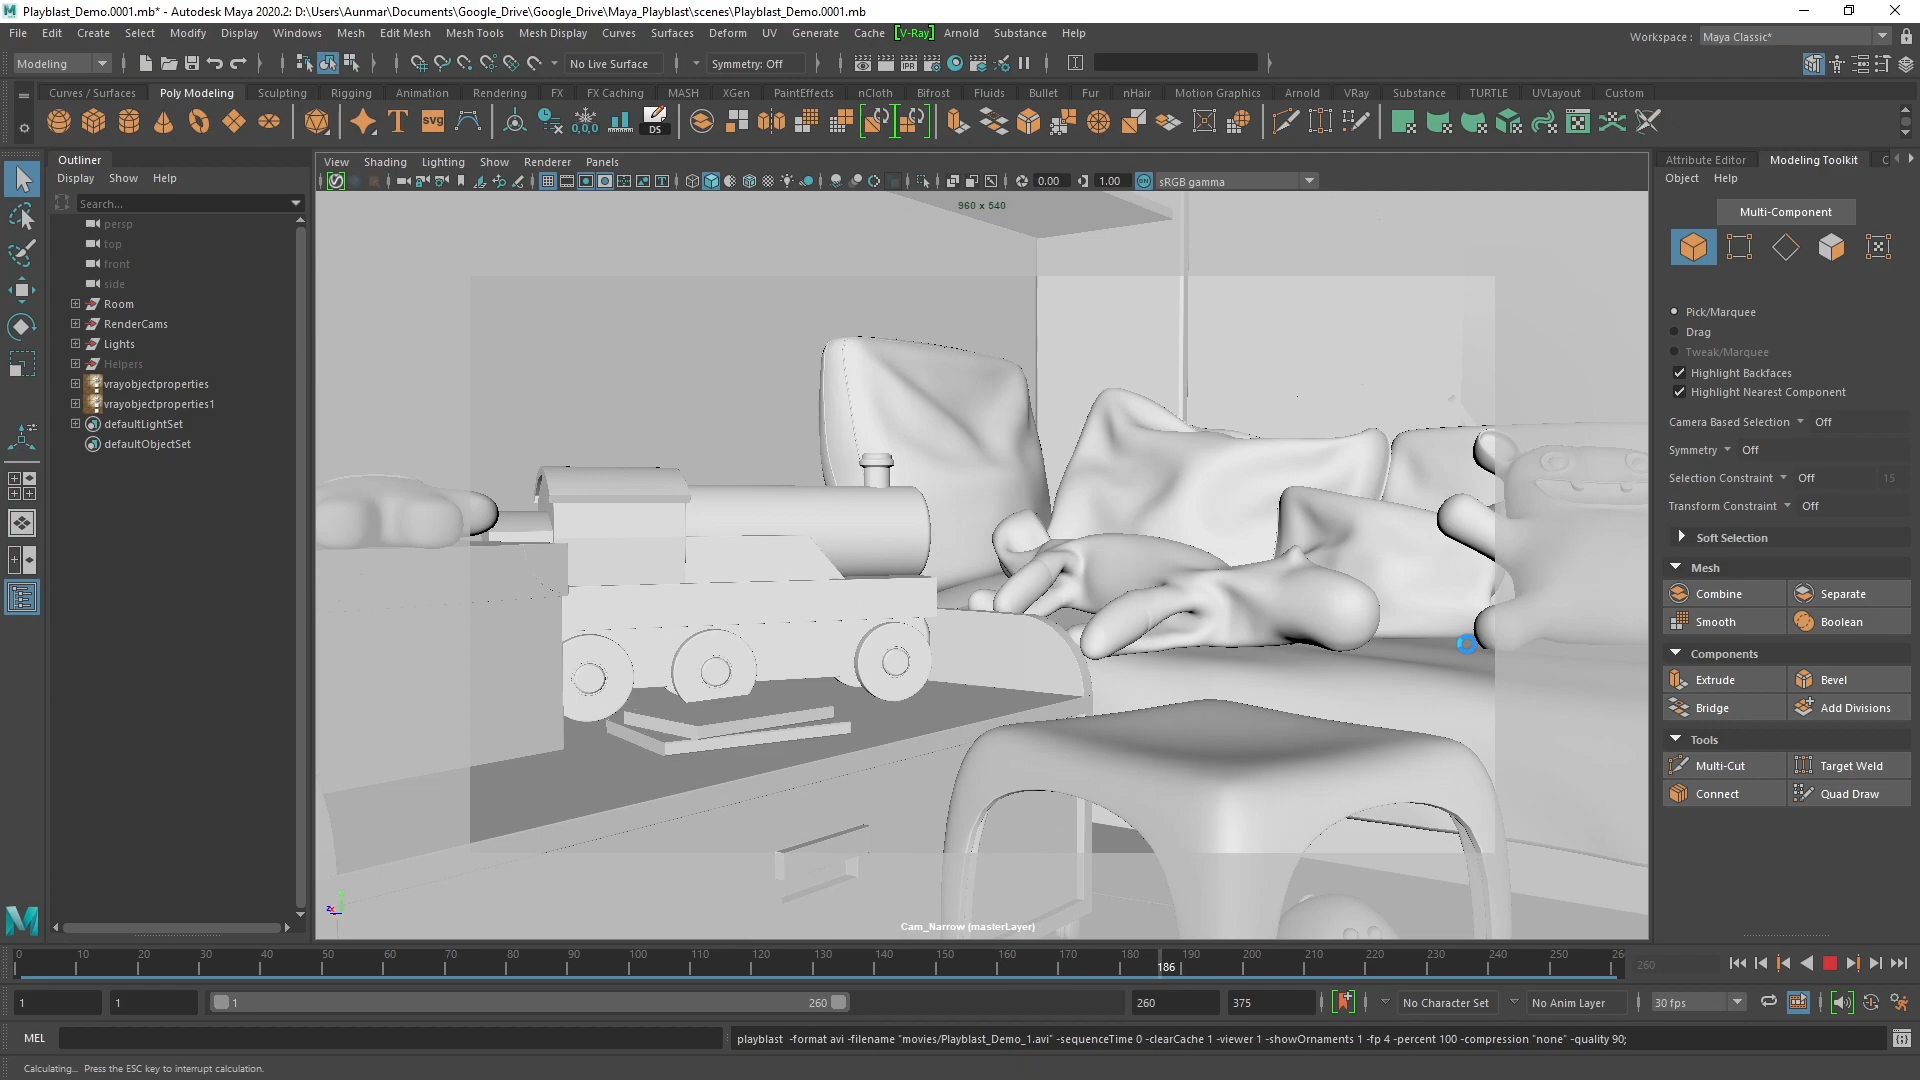 Playblast_Demo.0001.mb* - Autodesk Maya 2020.2: D:\Users\Aunmar\Documents\Google_Drive\Google_Drive\Maya_Playblast\scenes\Playblast_Demo.0001.mb
File Edit Create Select Modify Display Windows Mesh Edit Mesh Mesh Tools Mesh Display Curves Surfaces Deform UV Generate Cache [V-Ray] Arnold Substance Help
Workspace : Maya Classic*
Modeling No Live Surface Symmetry: Off
Curves / Surfaces Poly Modeling Sculpting Rigging Animation Rendering FX FX Caching MASH XGen PaintEffects nCloth Bifrost Fluids Bullet Fur nHair Motion Graphics Arnold VRay Substance TURTLE UVLayout Custom
T SVG 0,0,0 DS
Outliner
Display Show Help
Search...
persp
top
front
side
Room
RenderCams
Lights
Helpers
vrayobjectproperties
vrayobjectproperties1
defaultLightSet
defaultObjectSet
View Shading Lighting Show Renderer Panels
0.00 1.00 ON sRGB gamma
960 x 540
Cam_Narrow (masterLayer)
Attribute Editor Modeling Toolkit C
Object Help
Multi-Component
Pick/Marquee
Drag
Tweak/Marquee
Highlight Backfaces
Highlight Nearest Component
Camera Based Selection Off
Symmetry Off
Selection Constraint Off 15
Transform Constraint Off
Soft Selection
Mesh
Combine Separate
Smooth Boolean
Components
Extrude Bevel
Bridge Add Divisions
Tools
Multi-Cut Target Weld
Connect Quad Draw
0 10 20 30 40 50 60 70 80 90 100 110 120 130 140 150 160 170 180 190 200 210 220 230 240 250 26
186 260
1 1 1 260 260 375 No Character Set No Anim Layer 30 fps
MEL playblast -format avi -filename "movies/Playblast_Demo_1.avi" -sequenceTime 0 -clearCache 1 -viewer 1 -showOrnaments 1 -fp 4 -percent 100 -compression "none" -quality 90;
Calculating... Press the ESC key to interrupt calculation.